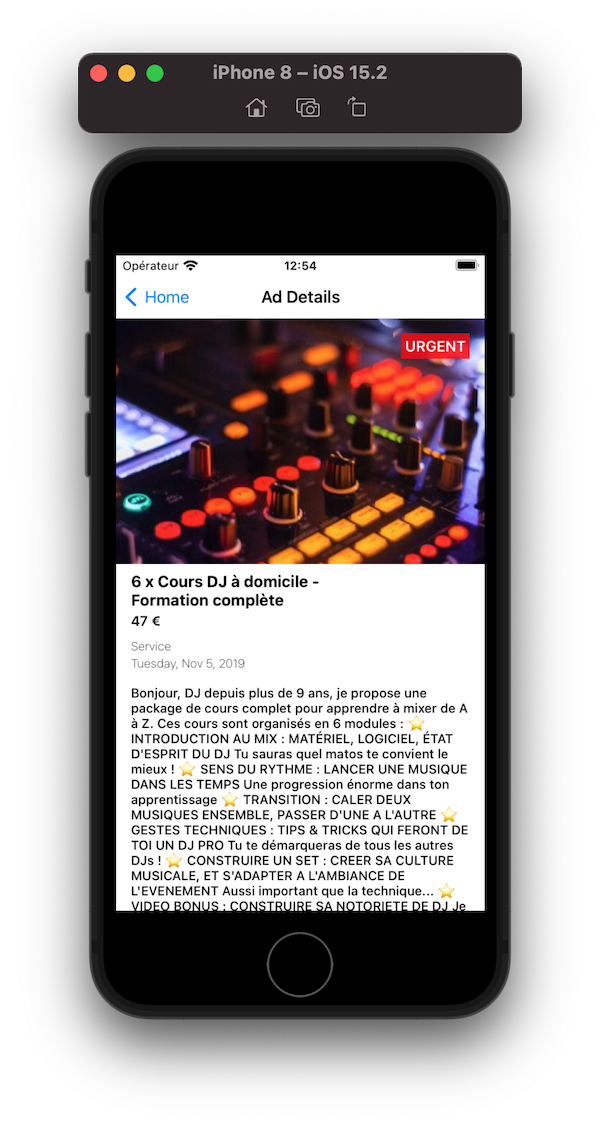 iPhone 8 – iOS 15.2
Opérateur
12:54
Home
Ad Details
URGENT
6 x Cours DJ à domicile -
Formation complète
47 €
Service
Tuesday, Nov 5, 2019
Bonjour, DJ depuis plus de 9 ans, je propose une
package de cours complet pour apprendre à mixer de A
à Z. Ces cours sont organisés en 6 modules : ⭐
INTRODUCTION AU MIX : MATÉRIEL, LOGICIEL, ÉTAT
D'ESPRIT DU DJ Tu sauras quel matos te convient le
mieux ! ⭐ SENS DU RYTHME : LANCER UNE MUSIQUE
DANS LES TEMPS Une progression énorme dans ton
apprentissage ⭐ TRANSITION : CALER DEUX
MUSIQUES ENSEMBLE, PASSER D'UNE A L'AUTRE ⭐
GESTES TECHNIQUES : TIPS & TRICKS QUI FERONT DE
TOI UN DJ PRO Tu te démarqueras de tous les autres
DJs ! ⭐ CONSTRUIRE UN SET : CREER SA CULTURE
MUSICALE, ET S'ADAPTER A L'AMBIANCE DE
L'EVENEMENT Aussi important que la technique... ⭐
VIDEO BONUS : CONSTRUIRE SA NOTORIETE DE DJ Je